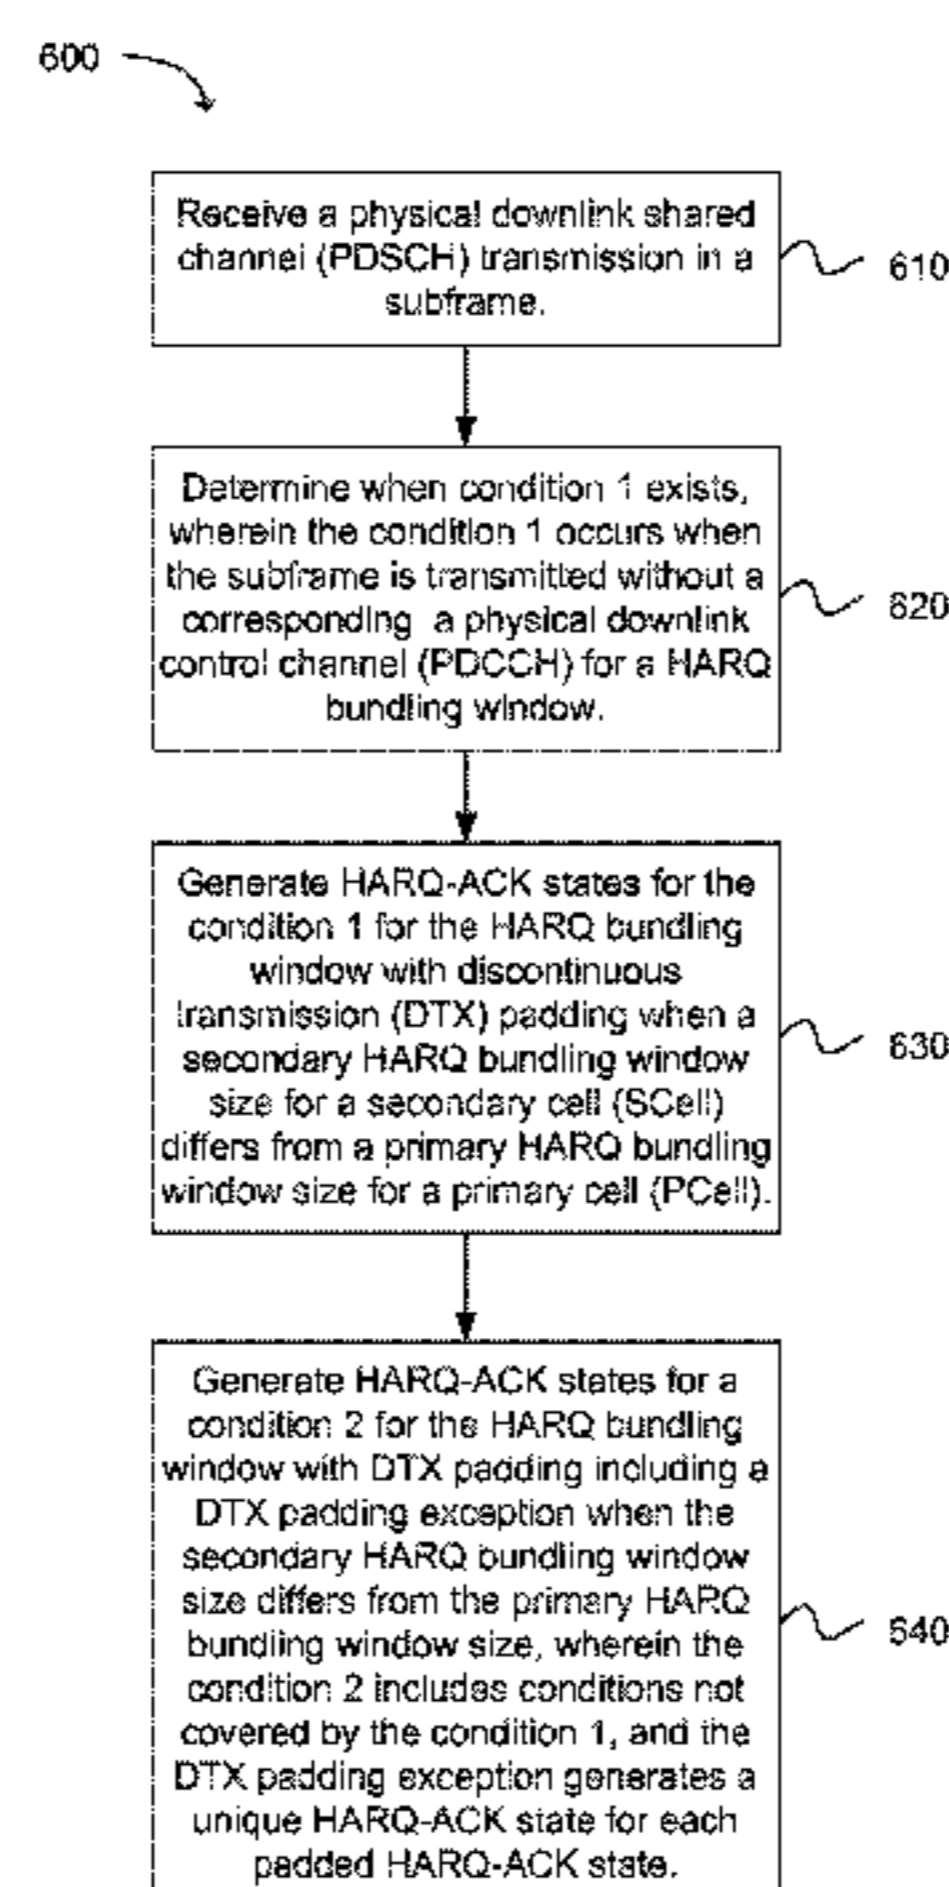 600
Receive a physical downlink shared
channel (PDSCH) transmission in a
subframe.
610
Determine when condition 1 exists,
wherein the condition 1 occurs when
the subframe is transmitted without a
corresponding a physical downlink
control channel (PDCCH) for a HARQ
bundling window.
620
Generate HARQ-ACK states for the
condition 1 for the HARQ bundling
window with discontinuous
transmission (DTX) padding when a
secondary HARQ bundling window
size for a secondary cell (SCell)
differs from a primary HARQ bundling
window size for a primary cell (PCell).
630
Generate HARQ-ACK states for a
condition 2 for the HARQ bundling
window with DTX padding including a
DTX padding exception when the
secondary HARQ bundling window
size differs from the primary HARQ
bundling window size, wherein the
condition 2 includes conditions not
covered by the condition 1, and the
DTX padding exception generates a
unique HARQ-ACK state for each
padded HARQ-ACK state.
640